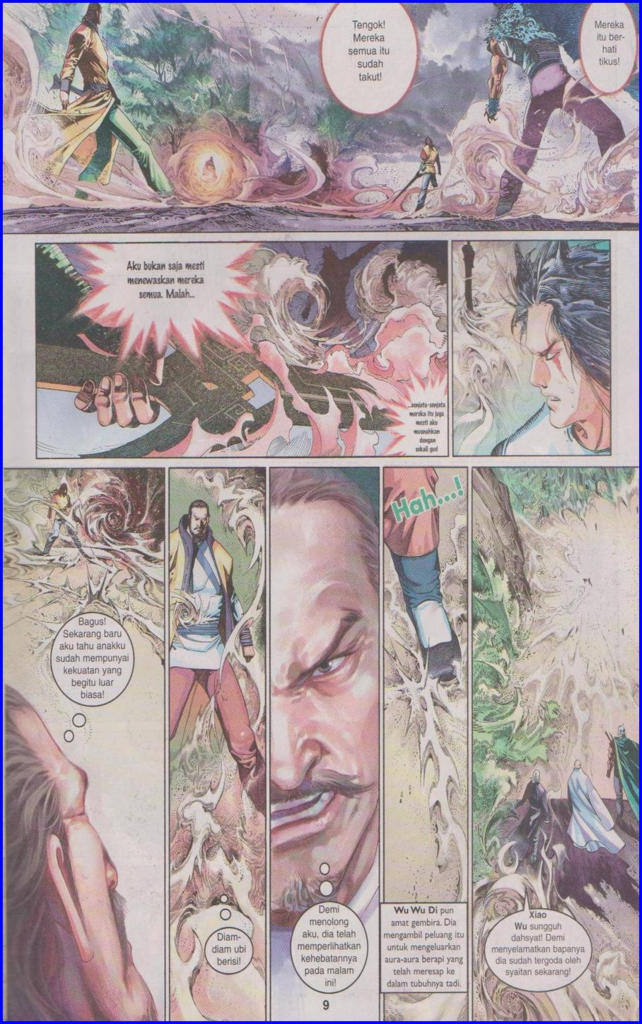 Tengok!
Mereka
semua itu
sudah
takut!
Mereka
itu ber-
hati
tikus!
Aku bukan saja mesti
menewaskan mereka
semua. Malah...
...senjata-senjata
mereka itu juga
mesti aku
musnahkan
dengan
sekali gus!
Bagus!
Sekarang baru
aku tahu anakku
sudah mempunyai
kekuatan yang
begitu luar
biasa!
Diam-
diam ubi
berisi!
Demi
menolong
aku, dia telah
memperlihatkan
kehebatannya
pada malam
ini!
Hah...!
Wu Wu Di pun
amat gembira. Dia
mengambil peluang itu
untuk mengeluarkan
aura-aura berapi yang
telah meresap ke
dalam tubuhnya tadi.
Xiao
Wu sungguh
dahsyat! Demi
menyelamatkan bapanya
dia sudah tergoda oleh
syaitan sekarang!
9